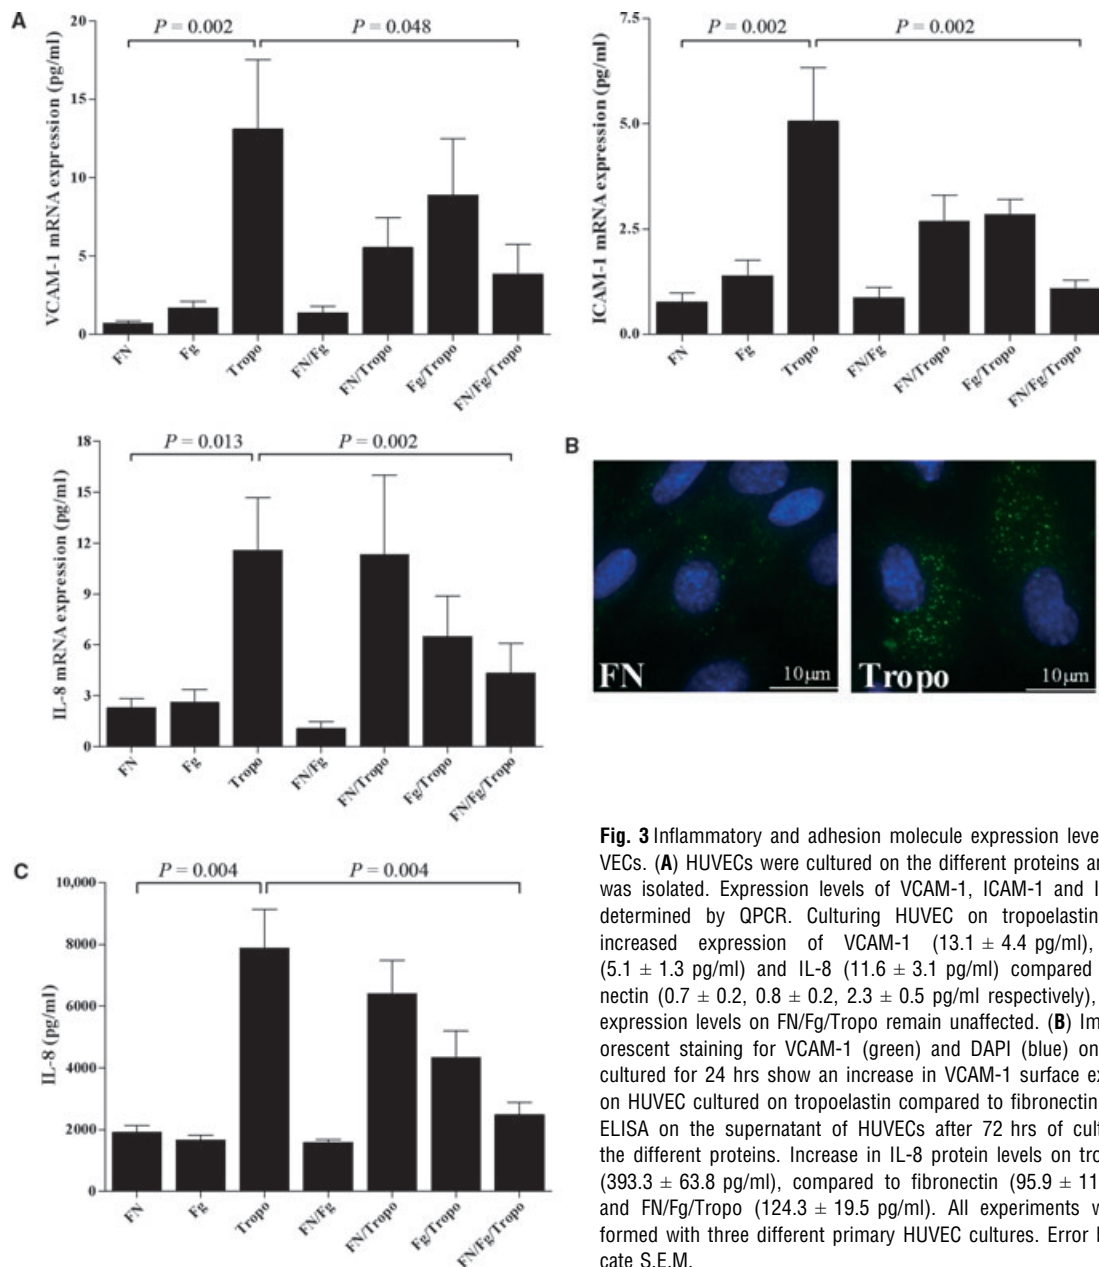 A
P = 0.002
P = 0.048
VCAM-1 mRNA expression (pg/ml)
20
15
10
5
0
FN
Fg
Tropo
FN/Fg
FN/Tropo
Fg/Tropo
FN/Fg/Tropo
P = 0.002
P = 0.002
ICAM-1 mRNA expression (pg/ml)
7.5
5.0
2.5
0.0
FN
Fg
Tropo
FN/Fg
FN/Tropo
Fg/Tropo
FN/Fg/Tropo
P = 0.013
P = 0.002
IL-8 mRNA expression (pg/ml)
18
15
12
9
6
3
0
FN
Fg
Tropo
FN/Fg
FN/Tropo
Fg/Tropo
FN/Fg/Tropo
B
FN
10µm
Tropo
10µm
C
P = 0.004
P = 0.004
IL-8 (pg/ml)
10,000
8000
6000
4000
2000
0
FN
Fg
Tropo
FN/Fg
FN/Tropo
Fg/Tropo
FN/Fg/Tropo
Fig. 3 Inflammatory and adhesion molecule expression level
VECs. (A) HUVECs were cultured on the different proteins a
was isolated. Expression levels of VCAM-1, ICAM-1 and I
determined by QPCR. Culturing HUVEC on tropoelastin
increased expression of VCAM-1 (13.1 ± 4.4 pg/ml),
(5.1 ± 1.3 pg/ml) and IL-8 (11.6 ± 3.1 pg/ml) compared
nectin (0.7 ± 0.2, 0.8 ± 0.2, 2.3 ± 0.5 pg/ml respectively),
expression levels on FN/Fg/Tropo remain unaffected. (B) Im
orescent staining for VCAM-1 (green) and DAPI (blue) on
cultured for 24 hrs show an increase in VCAM-1 surface ex
on HUVEC cultured on tropoelastin compared to fibronectin
ELISA on the supernatant of HUVECs after 72 hrs of cul
the different proteins. Increase in IL-8 protein levels on tro
(393.3 ± 63.8 pg/ml), compared to fibronectin (95.9 ± 11
and FN/Fg/Tropo (124.3 ± 19.5 pg/ml). All experiments w
formed with three different primary HUVEC cultures. Error
cate S.E.M.